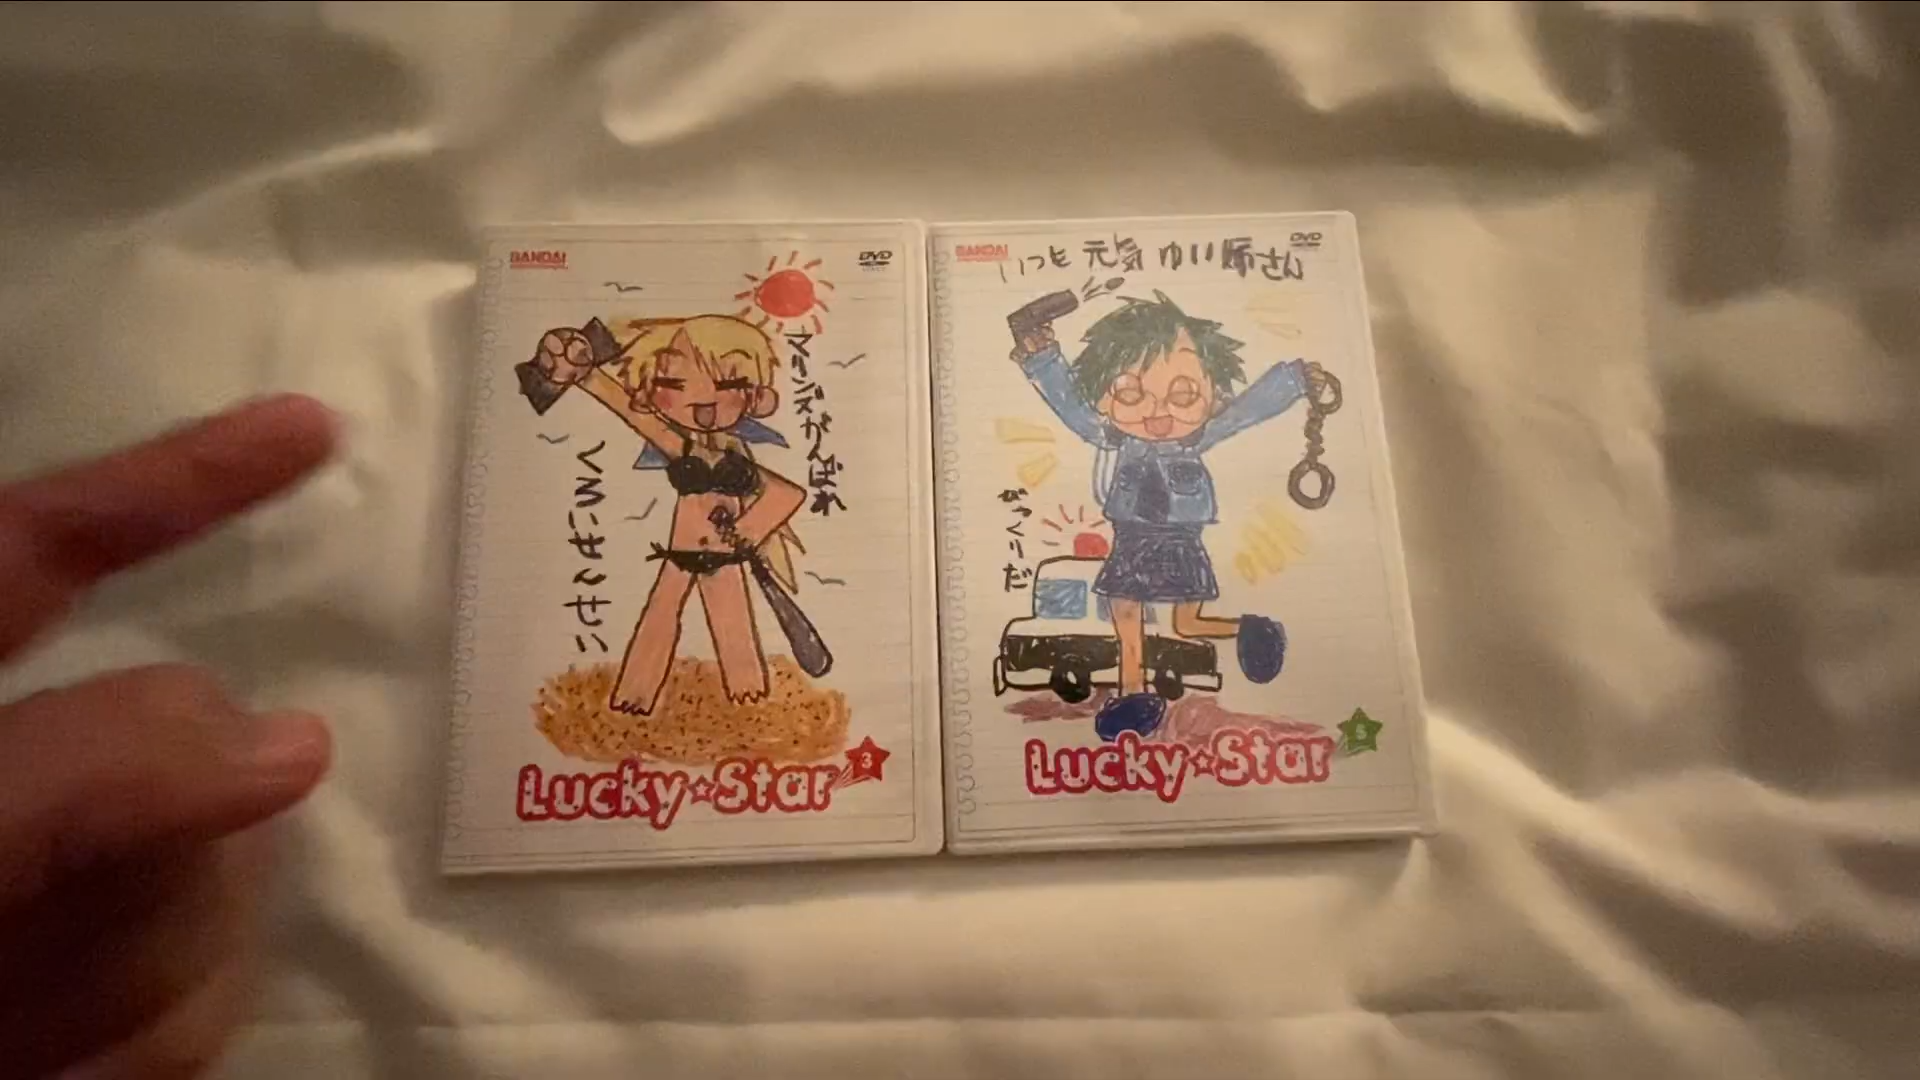 BANDAI
DVD
マリンズがんばれ
くろいせんせい
Lucky☆Star
3
BANDAI
DVD
いつも元気ゆい姉さん
びっくりだ
Lucky☆Star
5